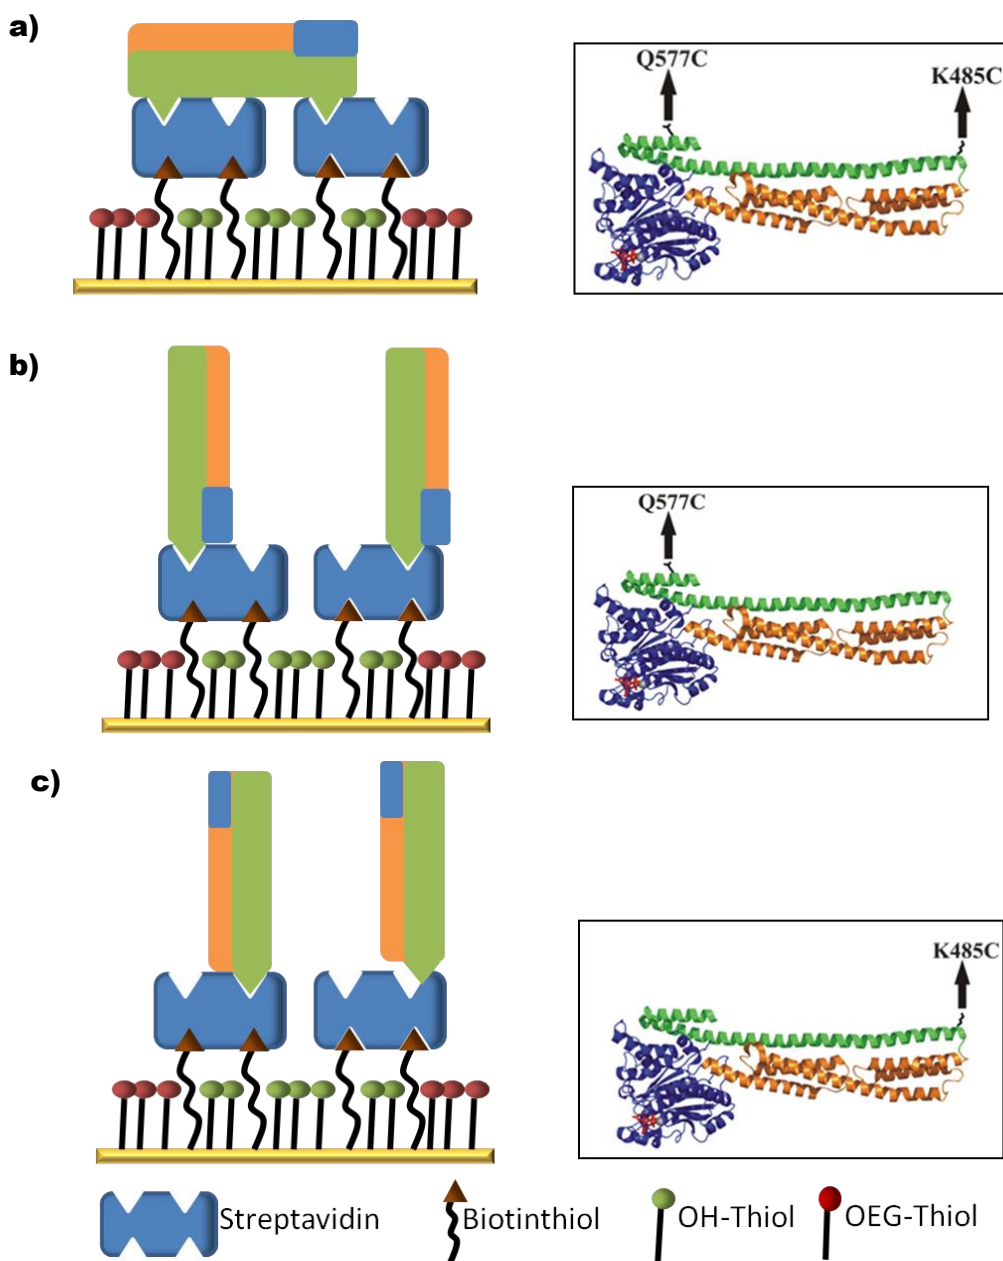 a)
Q577C
K485C
b)
Q577C
c)
K485C
Streptavidin
Biotinthiol
OH-Thiol
OEG-Thiol